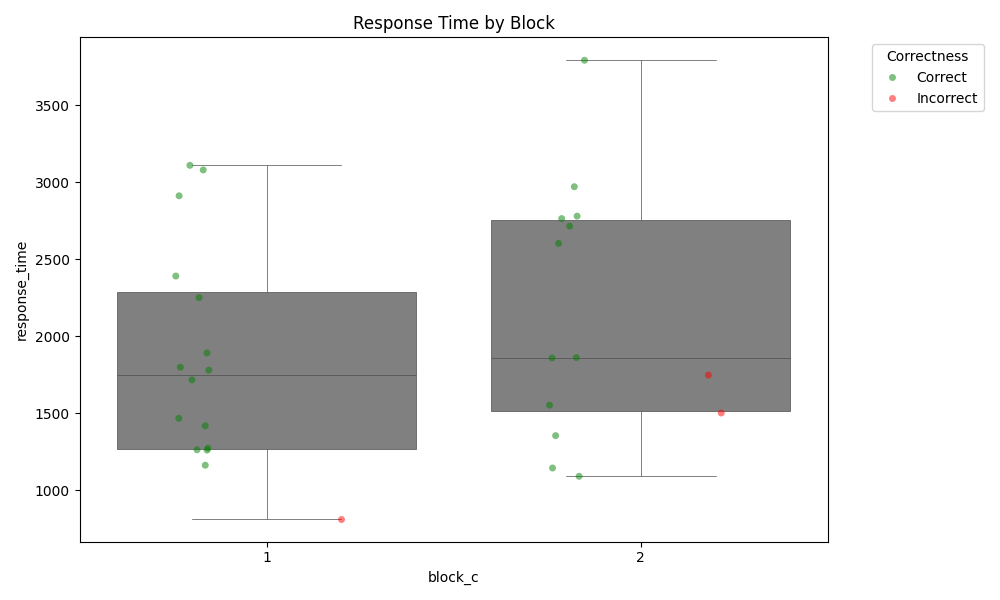 Response Time by Block
Correctness
Correct
Incorrect
response_time
3500
3000
2500
2000
1500
1000
1
2
block_c